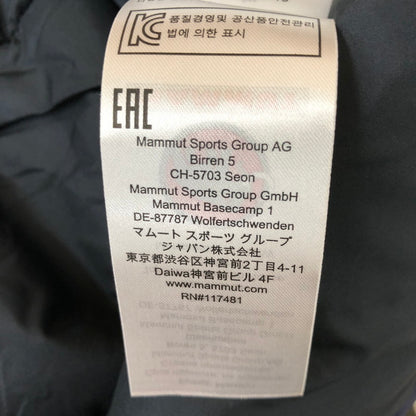 품질경영 및 공산품안전관리
법에 의한 표시
EAC
Mammut Sports Group AG
Birren 5
CH-5703 Seon
Mammut Sports Group GmbH
Mammut Basecamp 1
DE-87787 Wolfertschwenden
マムート スポーツ グループ
ジャパン株式会社
東京都渋谷区神宮前2丁目4-11
Daiwa神宮前ビル 4F
www.mammut.com
RN#117481